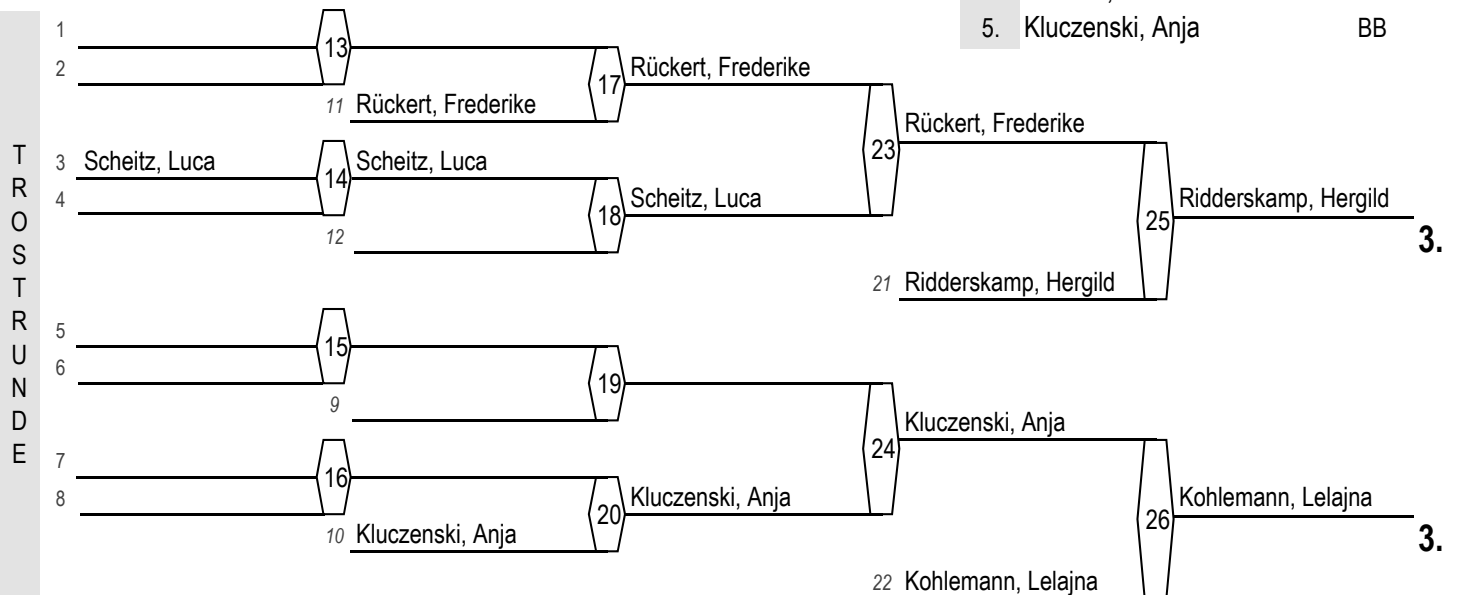 5. Kluczenski, Anja BB
TROSTRUNDE
1
13
2
17 Rückert, Frederike
11 Rückert, Frederike
23 Rückert, Frederike
3 Scheitz, Luca
14 Scheitz, Luca
4
18 Scheitz, Luca
12
25 Ridderskamp, Hergild
3.
21 Ridderskamp, Hergild
5
15
6
19
9
24 Kluczenski, Anja
7
16
8
20 Kluczenski, Anja
10 Kluczenski, Anja
26 Kohlemann, Lelajna
3.
22 Kohlemann, Lelajna